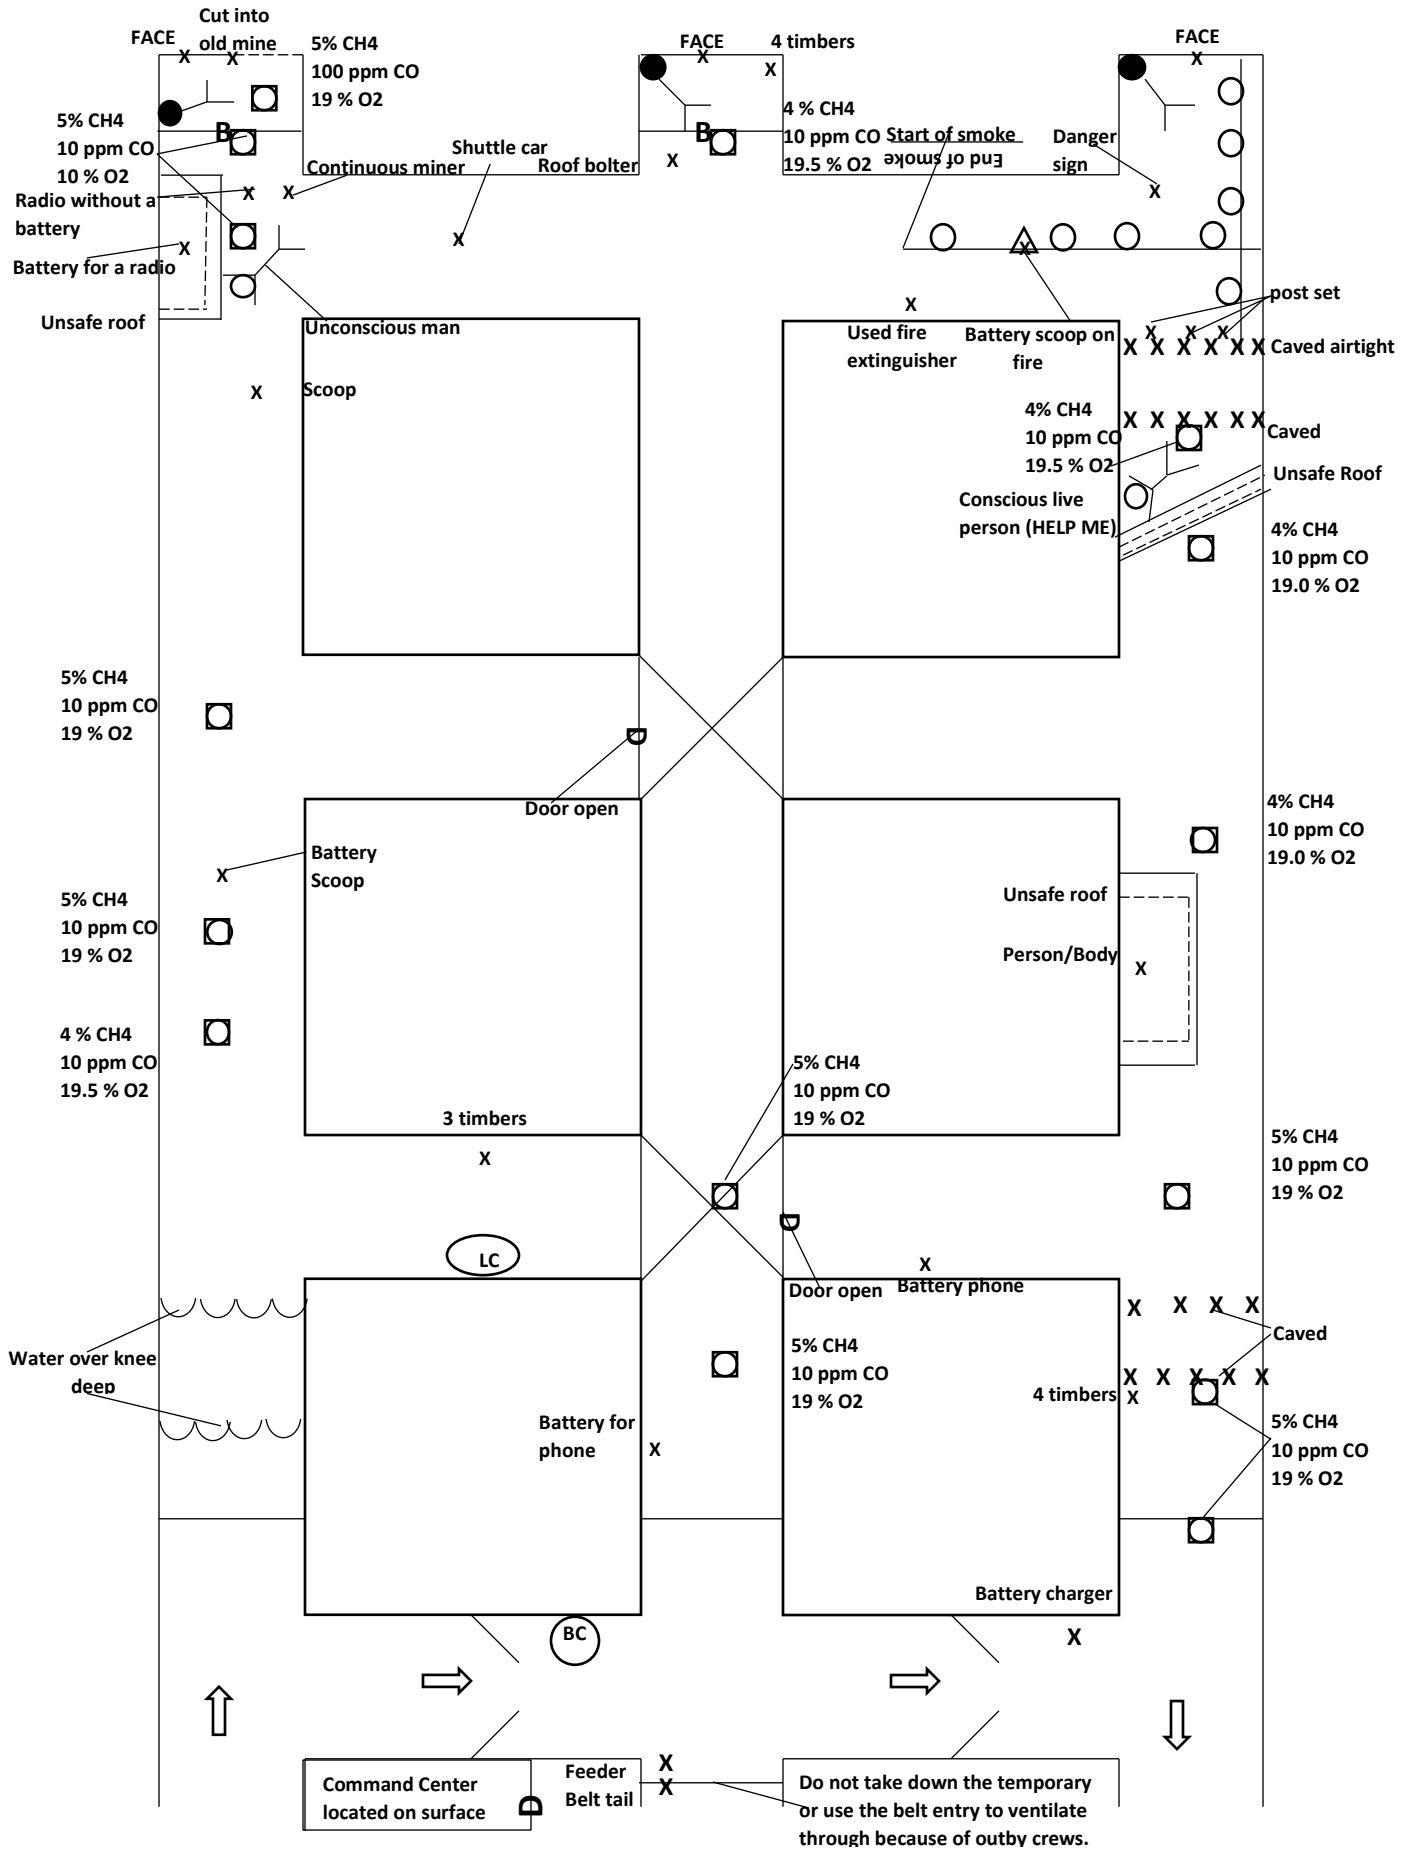 Cut into
old mine
FACE
5% CH4
100 ppm CO
19 % O2
FACE
4 timbers
FACE
5% CH4
10 ppm CO
10 % O2
B
B
4 % CH4
10 ppm CO
19.5 % O2
Start of smoke
End of smoke
Danger
sign
Shuttle car
Continuous miner
Roof bolter
X
X
X
X
X
X
X
X
Radio without a
battery
X
X
X
Battery for a radio
X
X
X
Unsafe roof
Unconscious man
X
Used fire
extinguisher
Battery scoop on
fire
post set
X X X
X X X X X X
Caved airtight
X
Scoop
4% CH4
10 ppm CO
19.5 % O2
X X X X X X
Caved
Unsafe Roof
Conscious live
person (HELP ME)
4% CH4
10 ppm CO
19.0 % O2
5% CH4
10 ppm CO
19 % O2
D
Door open
4% CH4
10 ppm CO
19.0 % O2
Battery
Scoop
X
5% CH4
10 ppm CO
19 % O2
Unsafe roof
Person/Body
X
4 % CH4
10 ppm CO
19.5 % O2
5% CH4
10 ppm CO
19 % O2
3 timbers
X
5% CH4
10 ppm CO
19 % O2
D
LC
X
Door open
Battery phone
X X X X
Caved
Water over knee
deep
5% CH4
10 ppm CO
19 % O2
X X X X X
4 timbers
X
Battery for
phone
X
5% CH4
10 ppm CO
19 % O2
Battery charger
X
BC
Feeder
Belt tail
X
X
Command Center
located on surface
D
Do not take down the temporary
or use the belt entry to ventilate
through because of outby crews.